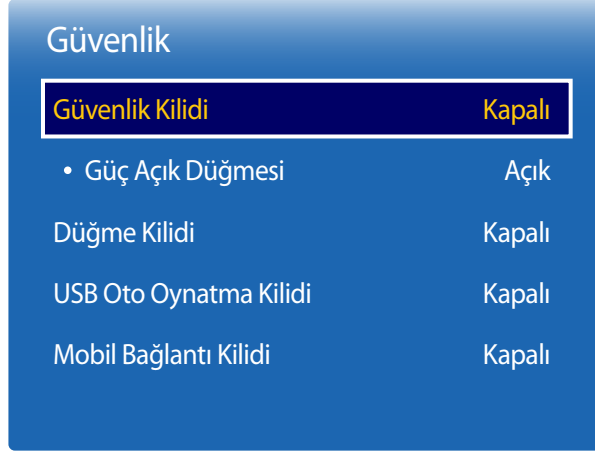 Güvenlik
Güvenlik Kilidi Kapalı
• Güç Açık Düğmesi Açık
Düğme Kilidi Kapalı
USB Oto Oynatma Kilidi Kapalı
Mobil Bağlantı Kilidi Kapalı